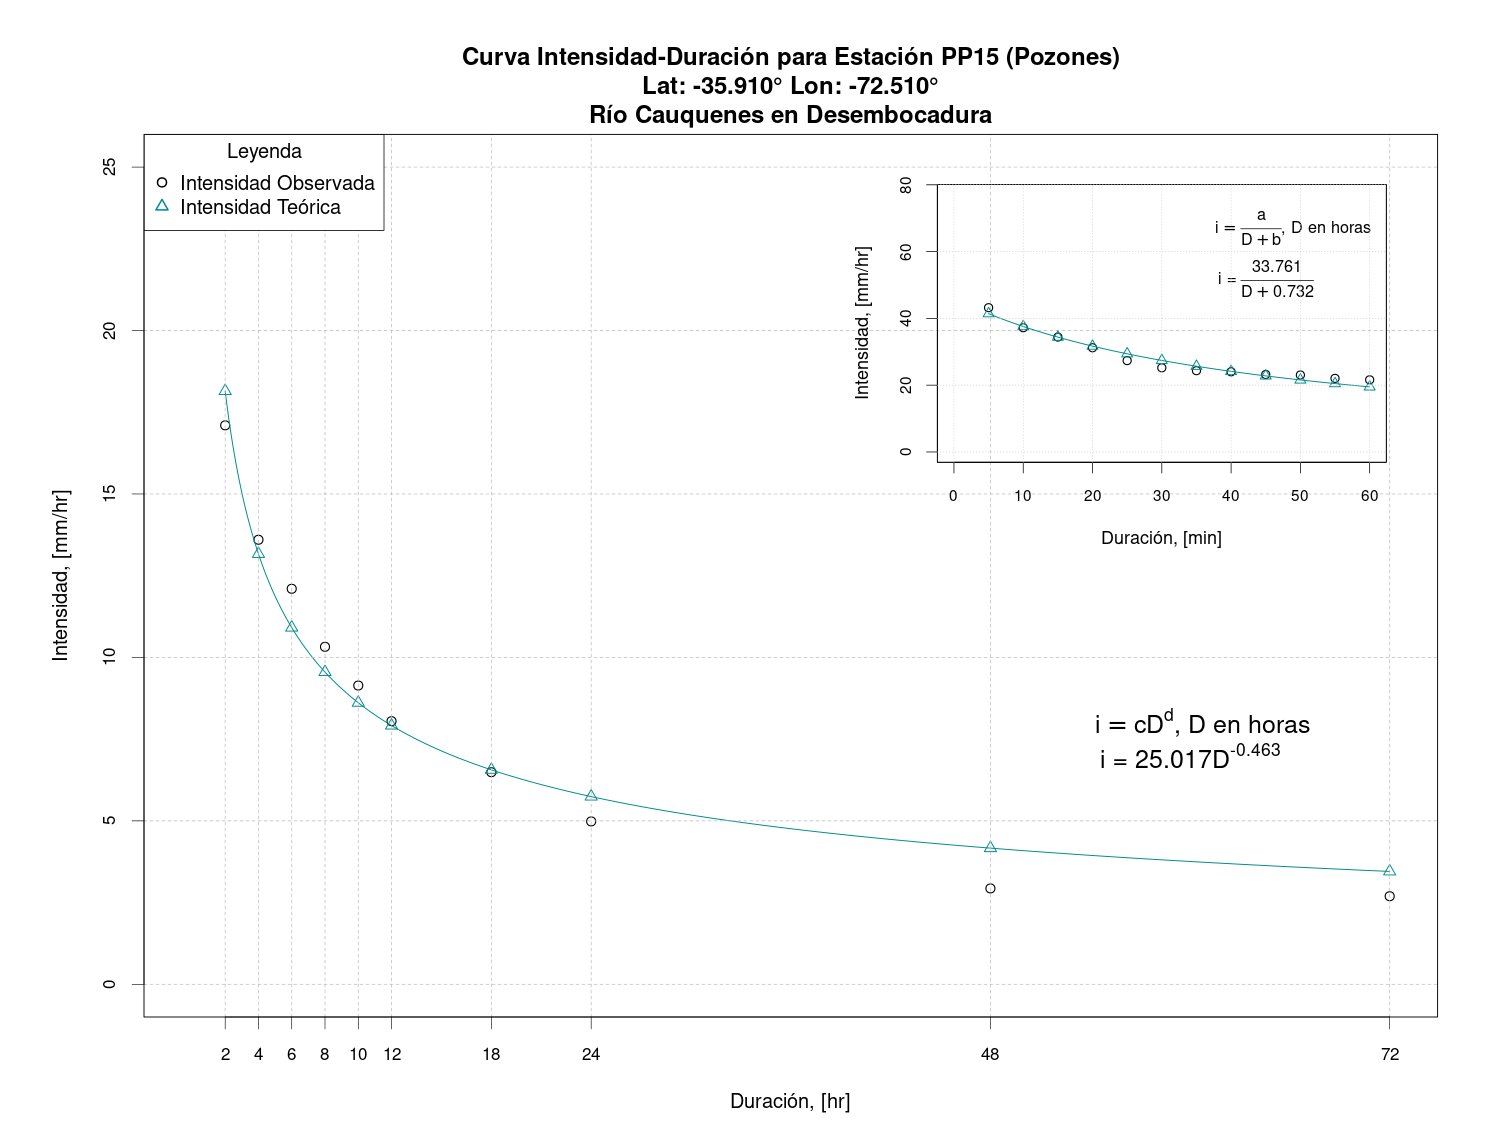 Curva Intensidad-Duración para Estación PP15 (Pozones)
Lat: -35.910° Lon: -72.510°
Río Cauquenes en Desembocadura
Leyenda
Intensidad Observada
Intensidad Teórica
Intensidad, [mm/hr]
25
20
15
10
5
0
2 4 6 8 10 12 18 24 48 72
Duración, [hr]
Intensidad, [mm/hr]
80
60
40
20
0
0 10 20 30 40 50 60
Duración, [min]
i = a / D + b, D en horas
i = 33.761 / D + 0.732
i = cD^d, D en horas
i = 25.017D^-0.463